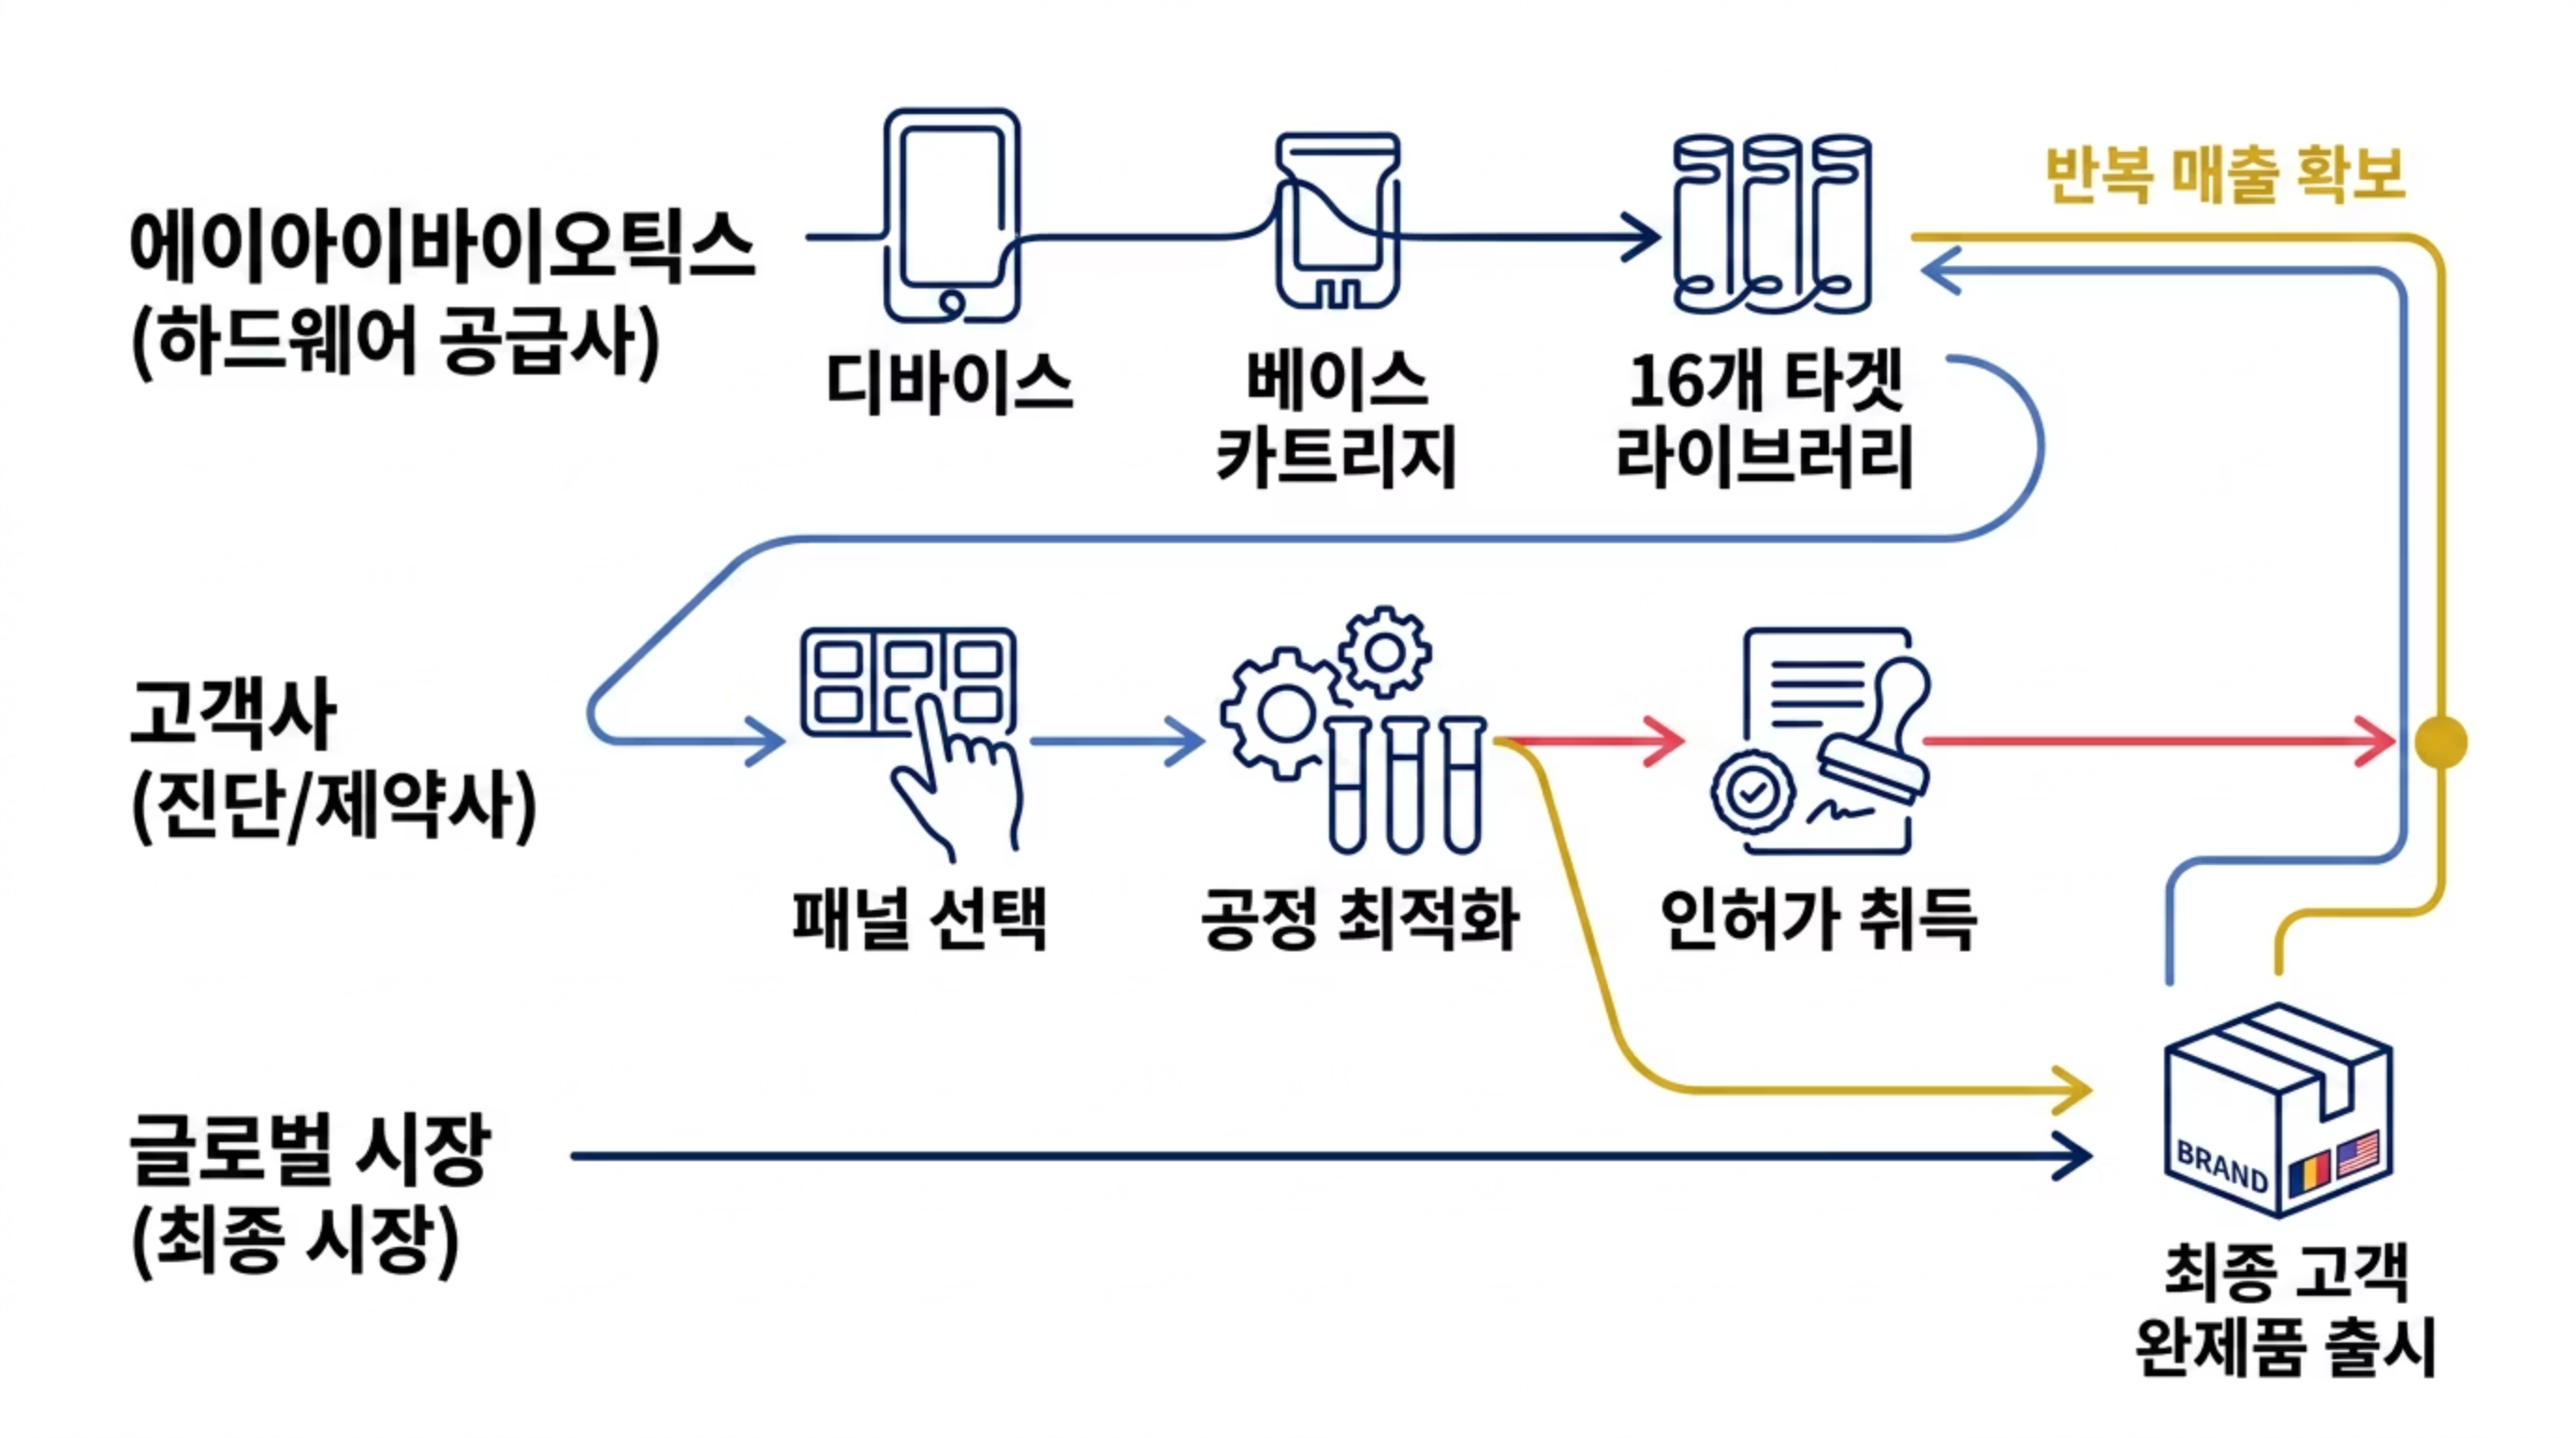 에이아이바이오틱스
(하드웨어 공급사)
디바이스
베이스
카트리지
16개 타겟
라이브러리
반복 매출 확보
고객사
(진단/제약사)
패널 선택
공정 최적화
인허가 취득
글로벌 시장
(최종 시장)
BRAND
최종 고객
완제품 출시